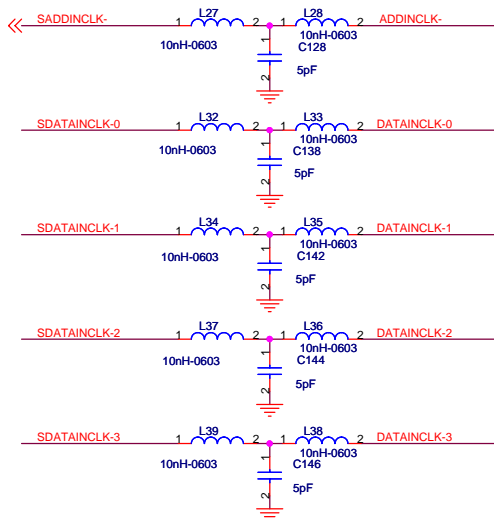 SADDINCLK- L27 L28 ADDINCLK-
1 2 1 2
10nH-0603 1 10nH-0603
C128
2 5pF
SDATAINCLK-0 L32 L33 DATAINCLK-0
1 2 1 2
10nH-0603 1 10nH-0603
C138
2 5pF
SDATAINCLK-1 L34 L35 DATAINCLK-1
1 2 1 2
10nH-0603 1 10nH-0603
C142
2 5pF
SDATAINCLK-2 L37 L36 DATAINCLK-2
1 2 1 2
10nH-0603 1 10nH-0603
C144
2 5pF
SDATAINCLK-3 L39 L38 DATAINCLK-3
1 2 1 2
10nH-0603 1 10nH-0603
C146
2 5pF